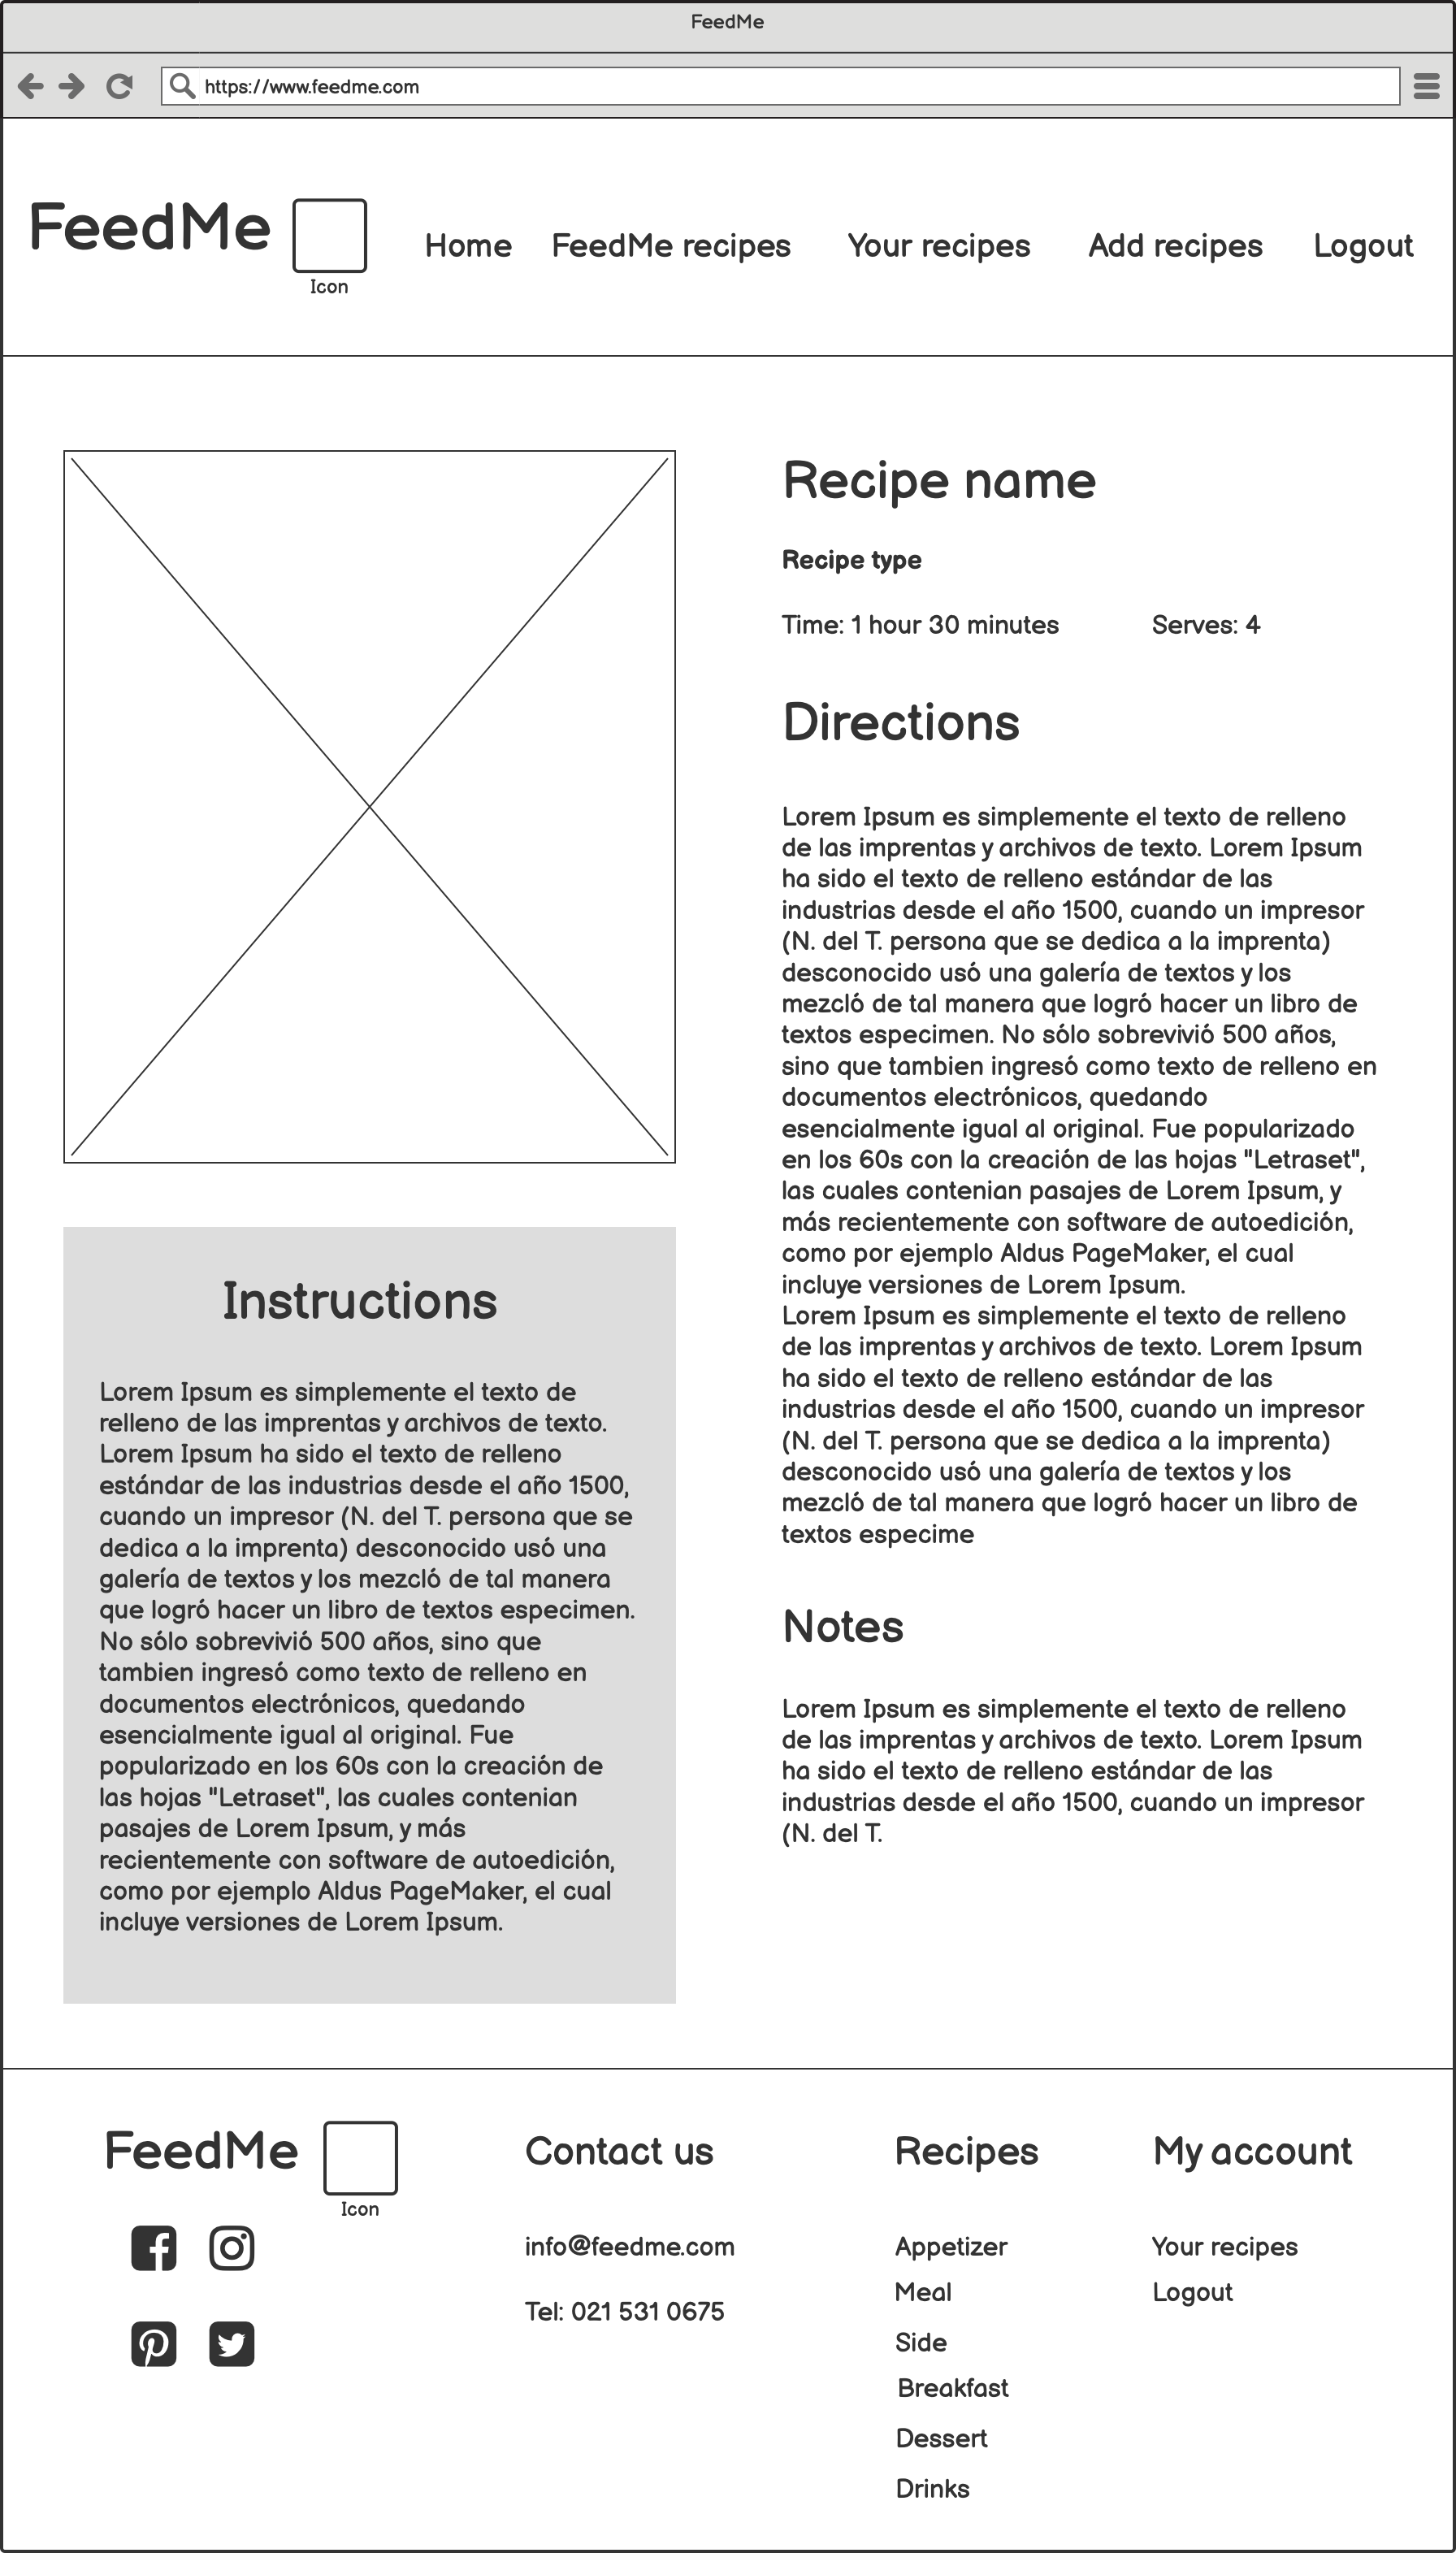 FeedMe
https://www.feedme.com
FeedMe
Icon
Home FeedMe recipes Your recipes Add recipes Logout
Recipe name
Recipe type
Time: 1 hour 30 minutes Serves: 4
Directions
Lorem Ipsum es simplemente el texto de relleno
de las imprentas y archivos de texto. Lorem Ipsum
ha sido el texto de relleno estándar de las
industrias desde el año 1500, cuando un impresor
(N. del T. persona que se dedica a la imprenta)
desconocido usó una galería de textos y los
mezcló de tal manera que logró hacer un libro de
textos especimen. No sólo sobrevivió 500 años,
sino que tambien ingresó como texto de relleno en
documentos electrónicos, quedando
esencialmente igual al original. Fue popularizado
en los 60s con la creación de las hojas "Letraset",
las cuales contenian pasajes de Lorem Ipsum, y
más recientemente con software de autoedición,
como por ejemplo Aldus PageMaker, el cual
incluye versiones de Lorem Ipsum.
Lorem Ipsum es simplemente el texto de relleno
de las imprentas y archivos de texto. Lorem Ipsum
ha sido el texto de relleno estándar de las
industrias desde el año 1500, cuando un impresor
(N. del T. persona que se dedica a la imprenta)
desconocido usó una galería de textos y los
mezcló de tal manera que logró hacer un libro de
textos especime
Notes
Lorem Ipsum es simplemente el texto de relleno
de las imprentas y archivos de texto. Lorem Ipsum
ha sido el texto de relleno estándar de las
industrias desde el año 1500, cuando un impresor
(N. del T.
Instructions
Lorem Ipsum es simplemente el texto de
relleno de las imprentas y archivos de texto.
Lorem Ipsum ha sido el texto de relleno
estándar de las industrias desde el año 1500,
cuando un impresor (N. del T. persona que se
dedica a la imprenta) desconocido usó una
galería de textos y los mezcló de tal manera
que logró hacer un libro de textos especimen.
No sólo sobrevivió 500 años, sino que
tambien ingresó como texto de relleno en
documentos electrónicos, quedando
esencialmente igual al original. Fue
popularizado en los 60s con la creación de
las hojas "Letraset", las cuales contenian
pasajes de Lorem Ipsum, y más
recientemente con software de autoedición,
como por ejemplo Aldus PageMaker, el cual
incluye versiones de Lorem Ipsum.
FeedMe
Icon
Contact us
info@feedme.com
Tel: 021 531 0675
Recipes
Appetizer
Meal
Side
Breakfast
Dessert
Drinks
My account
Your recipes
Logout